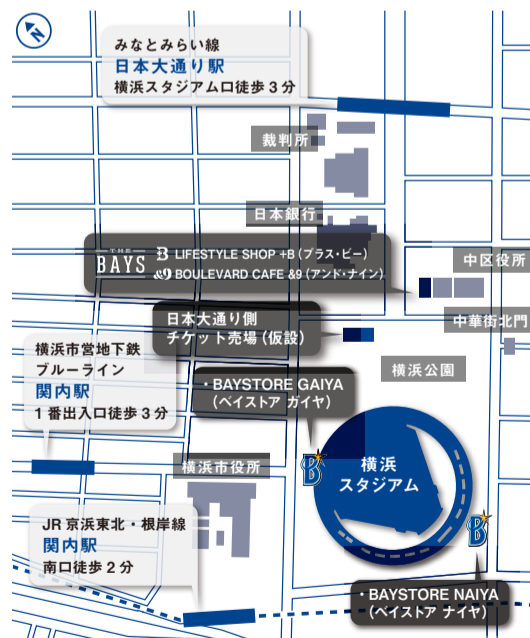 N
みなとみらい線
日本大通り駅
横浜スタジアム口徒歩3分
裁判所
日本銀行
THE
BAYS
B LIFESTYLE SHOP +B(プラス・ビー)
&9 BOULEVARD CAFE &9(アンド・ナイン)
中区役所
日本大通り側
チケット売場(仮設)
中華街北門
横浜市営地下鉄
ブルーライン
関内駅
1番出入口徒歩3分
横浜公園
・BAYSTORE GAIYA
(ベイストア ガイヤ)
横浜市役所
B
横浜
スタジアム
JR京浜東北・根岸線
関内駅
南口徒歩2分
B
・BAYSTORE NAIYA
(ベイストア ナイヤ)